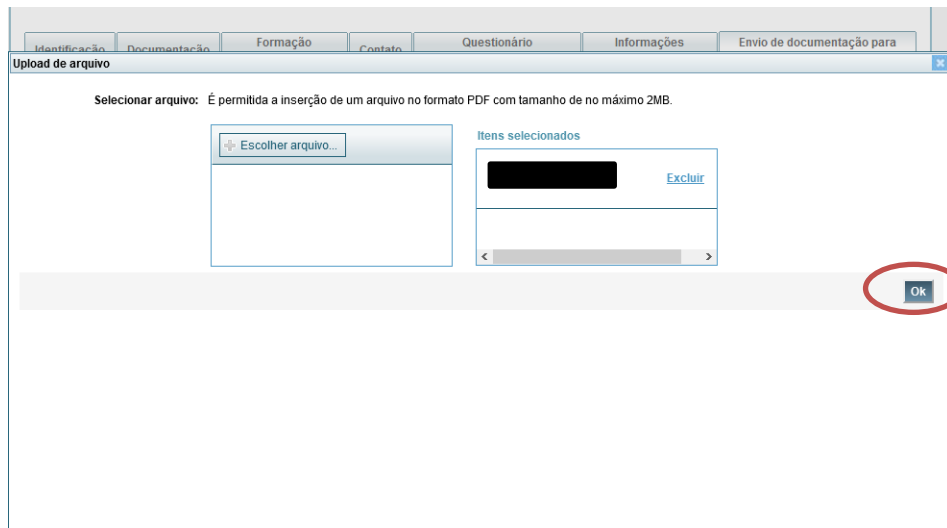 Identificação Documentação Formação Contato Questionário Informações Envio de documentação para
Upload de arquivo
Selecionar arquivo: É permitida a inserção de um arquivo no formato PDF com tamanho de no máximo 2MB.
Escolher arquivo...
Itens selecionados
Excluir
Ok